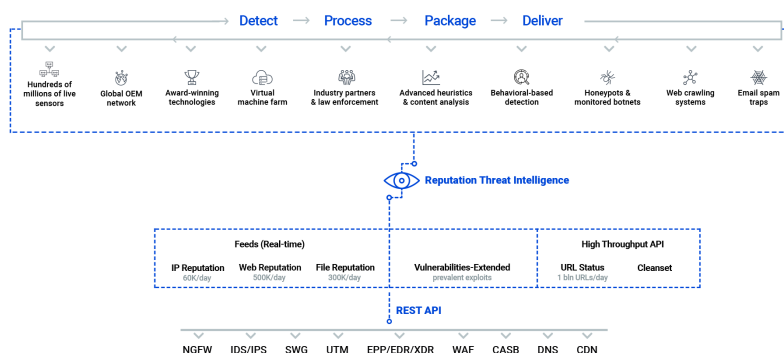 Detect Process Package Deliver
Hundreds of
millions of live
sensors
Global OEM
network
Award-winning
technologies
Virtual
machine farm
Industry partners
& law enforcement
Advanced heuristics
& content analysis
Behavioral-based
detection
Honeypots &
monitored botnets
Web crawling
systems
Email spam
traps
Reputation Threat Intelligence
Feeds (Real-time)
IP Reputation
60K/day
Web Reputation
500K/day
File Reputation
300K/day
Vulnerabilities-Extended
prevalent exploits
High Throughput API
URL Status
1 bln URLs/day
Cleanset
REST API
NGFW IDS/IPS SWG UTM EPP/EDR/XDR WAF CASB DNS CDN